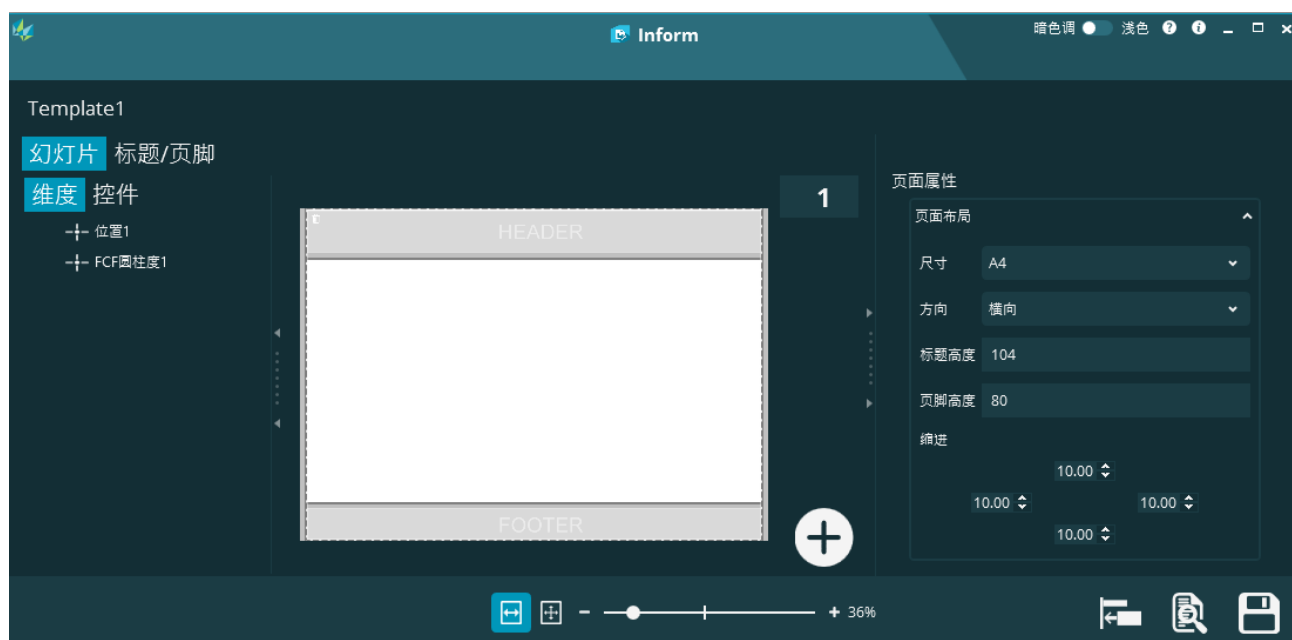 Inform
暗色调 浅色
Template1
幻灯片 标题/页脚
维度 控件
位置1
FCF圆柱度1
HEADER
FOOTER
1
页面属性
页面布局
尺寸 A4
方向 横向
标题高度 104
页脚高度 80
缩进
10.00
10.00 10.00
10.00
36%